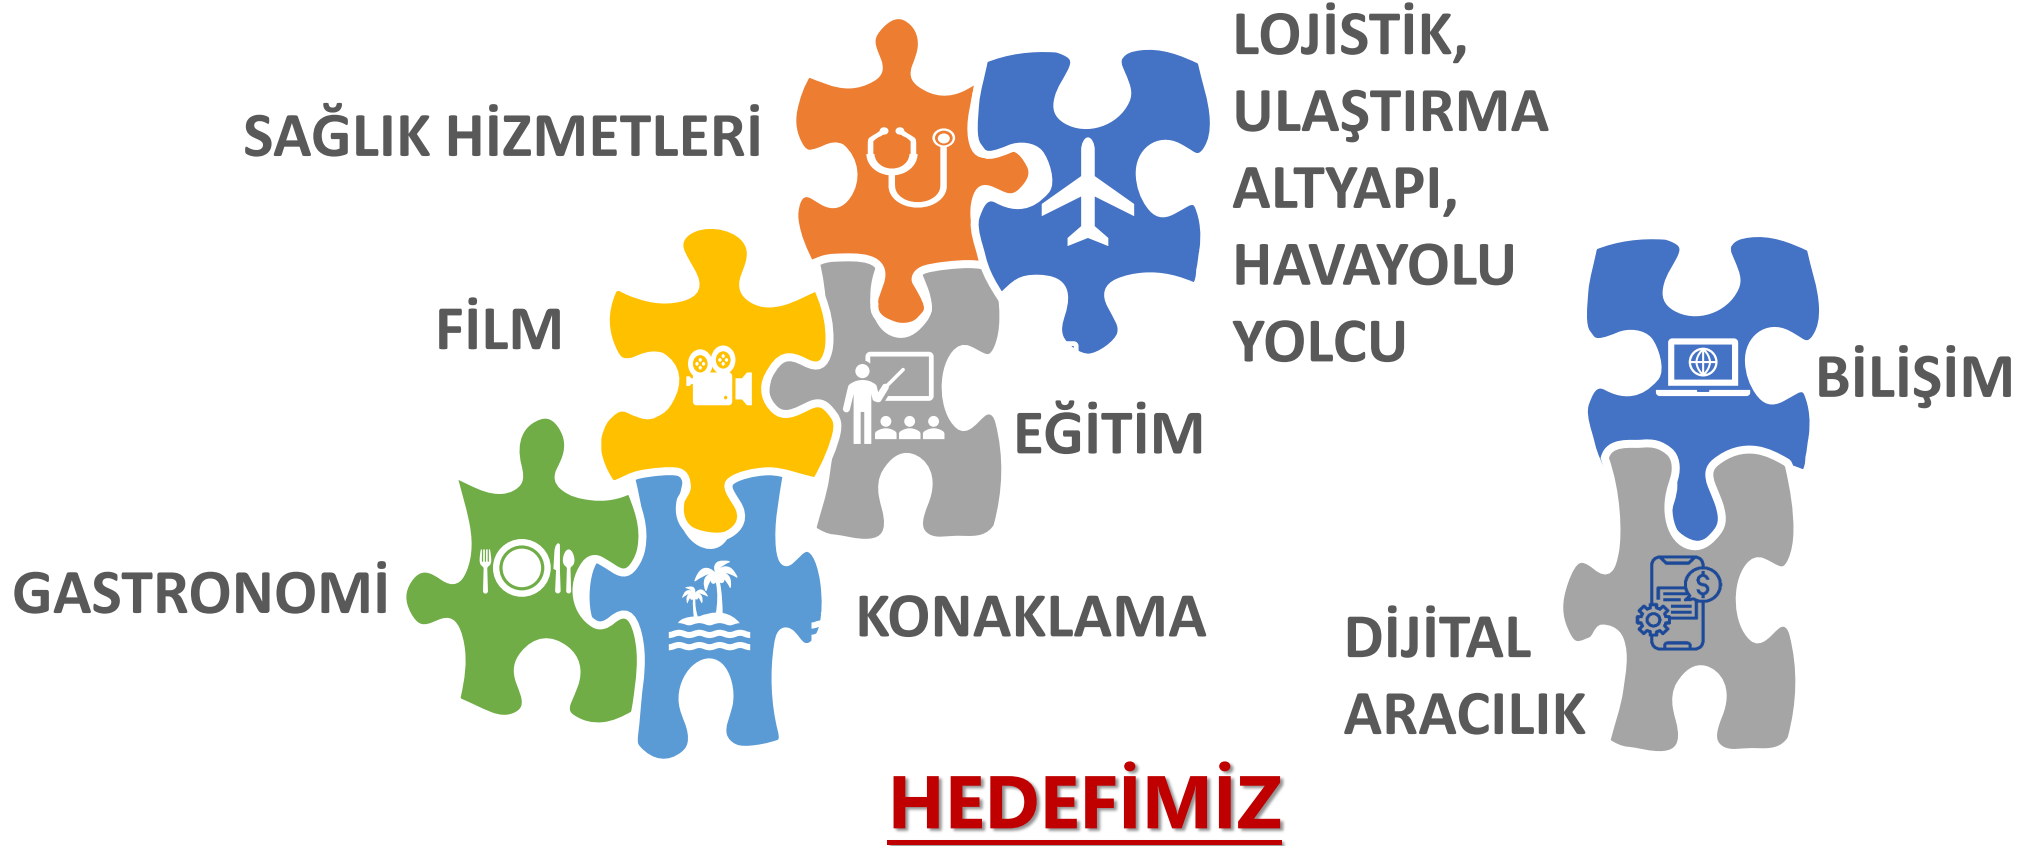 SAĞLIK HİZMETLERİ
LOJİSTİK,
ULAŞTIRMA
ALTYAPI,
HAVAYOLU
YOLCU
FİLM
EĞİTİM
BİLİŞİM
GASTRONOMİ
KONAKLAMA
DİJİTAL
ARACILIK
$
HEDEFİMİZ